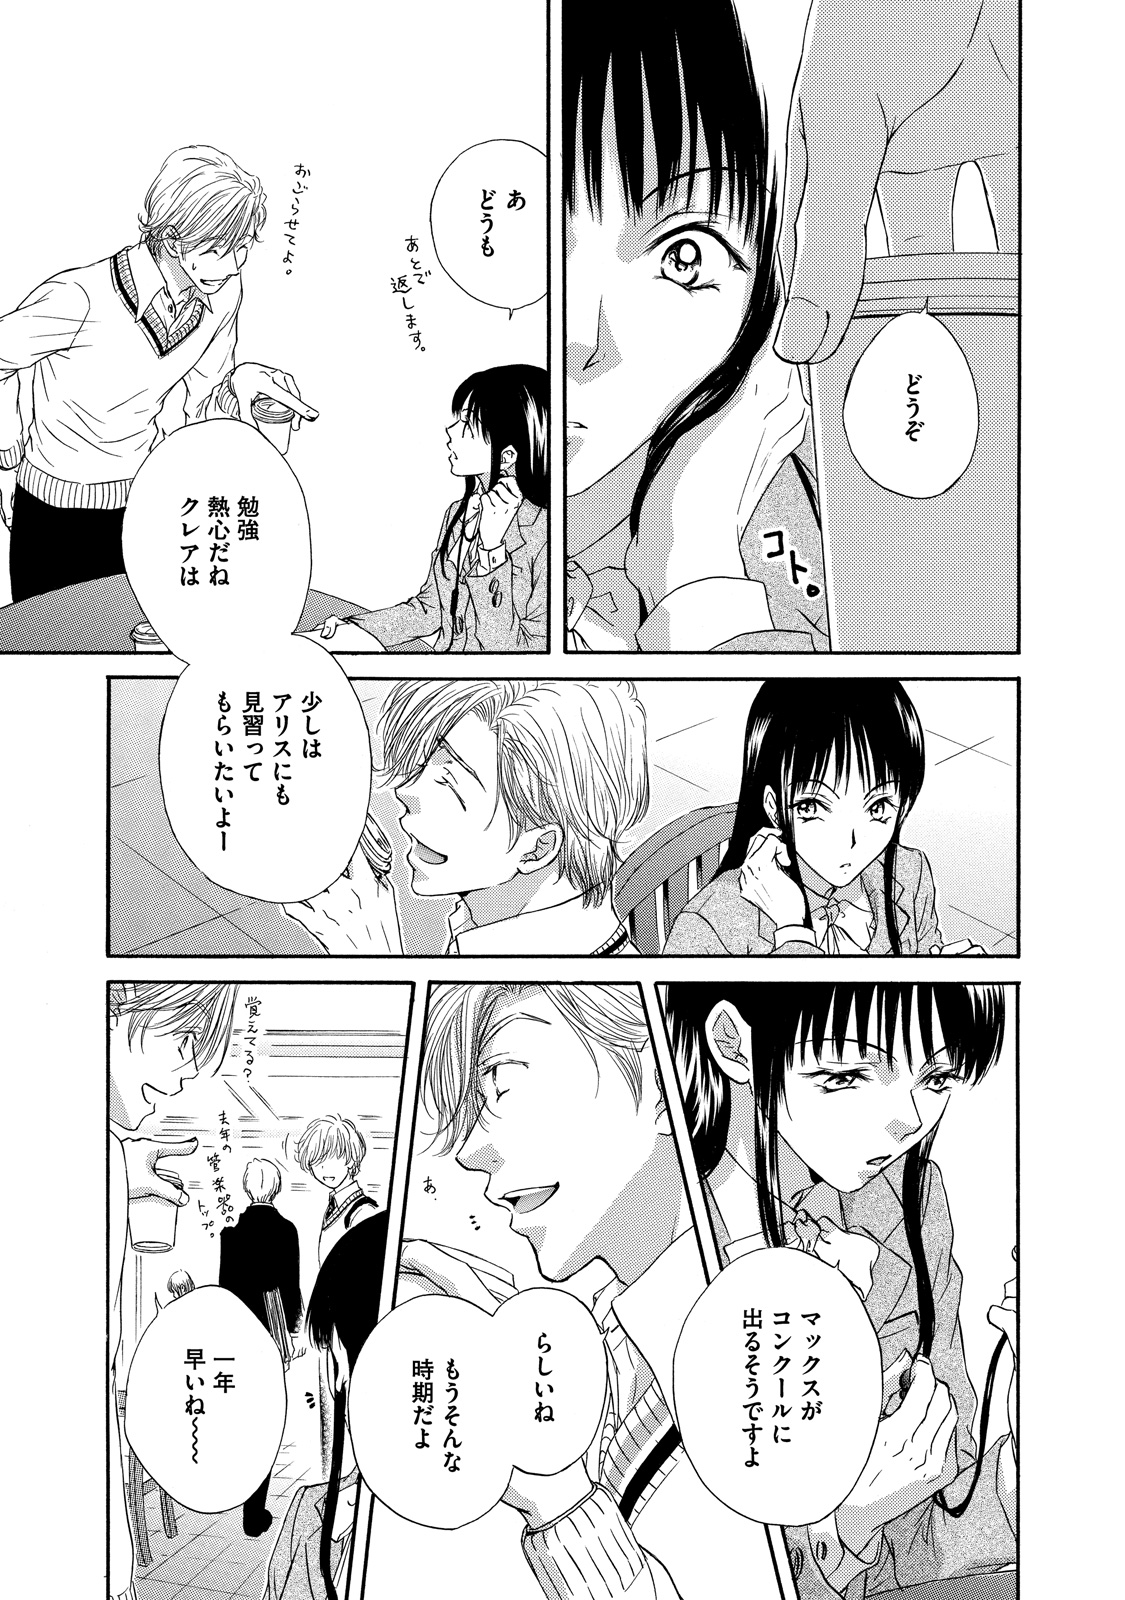 どうぞ
コト。
あ
どうも
あとで
返します。
おごらせてよ。
勉強
熱心だね
クレアは
少しは
アリスにも
見習って
もらいたいよー
マックスが
コンクールに
出るそうですよ
らしいね
もうそんな
時期だよ
あ．
覚えてる?
去年の
管楽器の
トップ。
一年
早いね〜〜